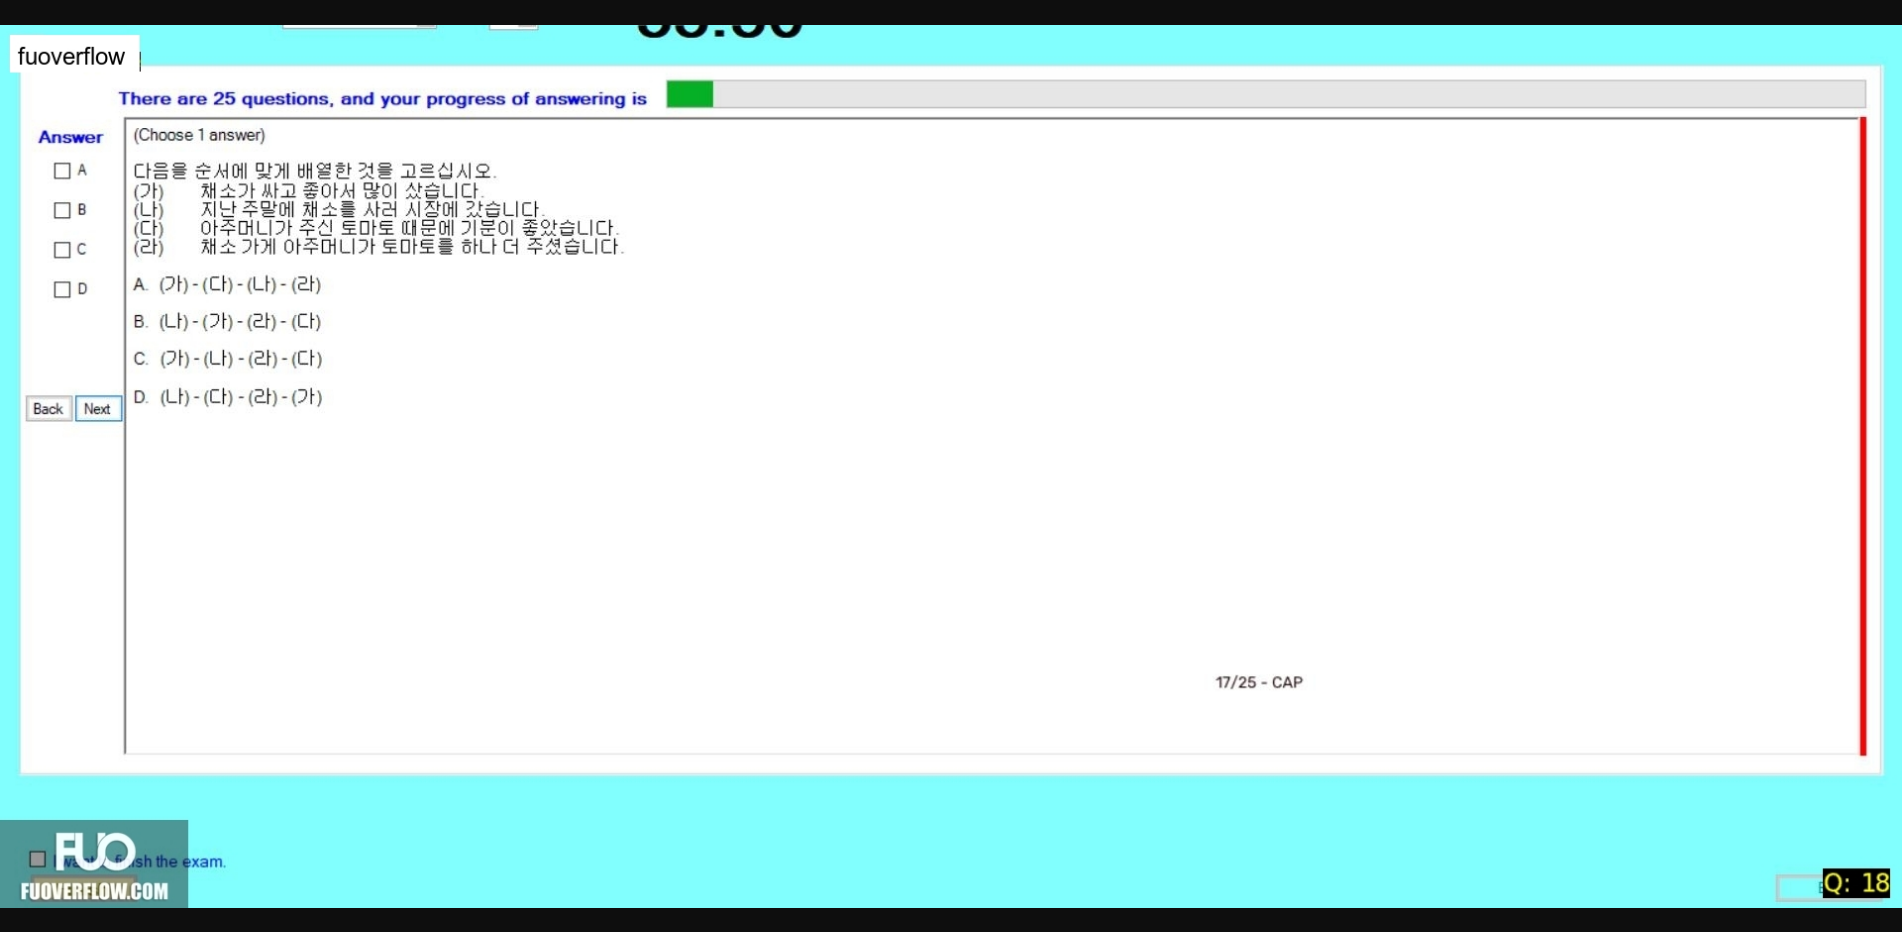 fuoverflow
There are 25 questions, and your progress of answering is
Answer
(Choose 1 answer)
A
B
C
D
다음을 순서에 맞게 배열한 것을 고르십시오.
(가) 채소가 싸고 좋아서 많이 샀습니다.
(나) 지난 주말에 채소를 사러 시장에 갔습니다.
(다) 아주머니가 주신 토마토 때문에 기분이 좋았습니다.
(라) 채소 가게 아주머니가 토마토를 하나 더 주셨습니다.
A. (가) - (다) - (나) - (라)
B. (나) - (가) - (라) - (다)
C. (가) - (나) - (라) - (다)
D. (나) - (다) - (라) - (가)
Back Next
17/25 - CAP
FUO
the exam.
FUOVERFLOW.COM
Q: 18